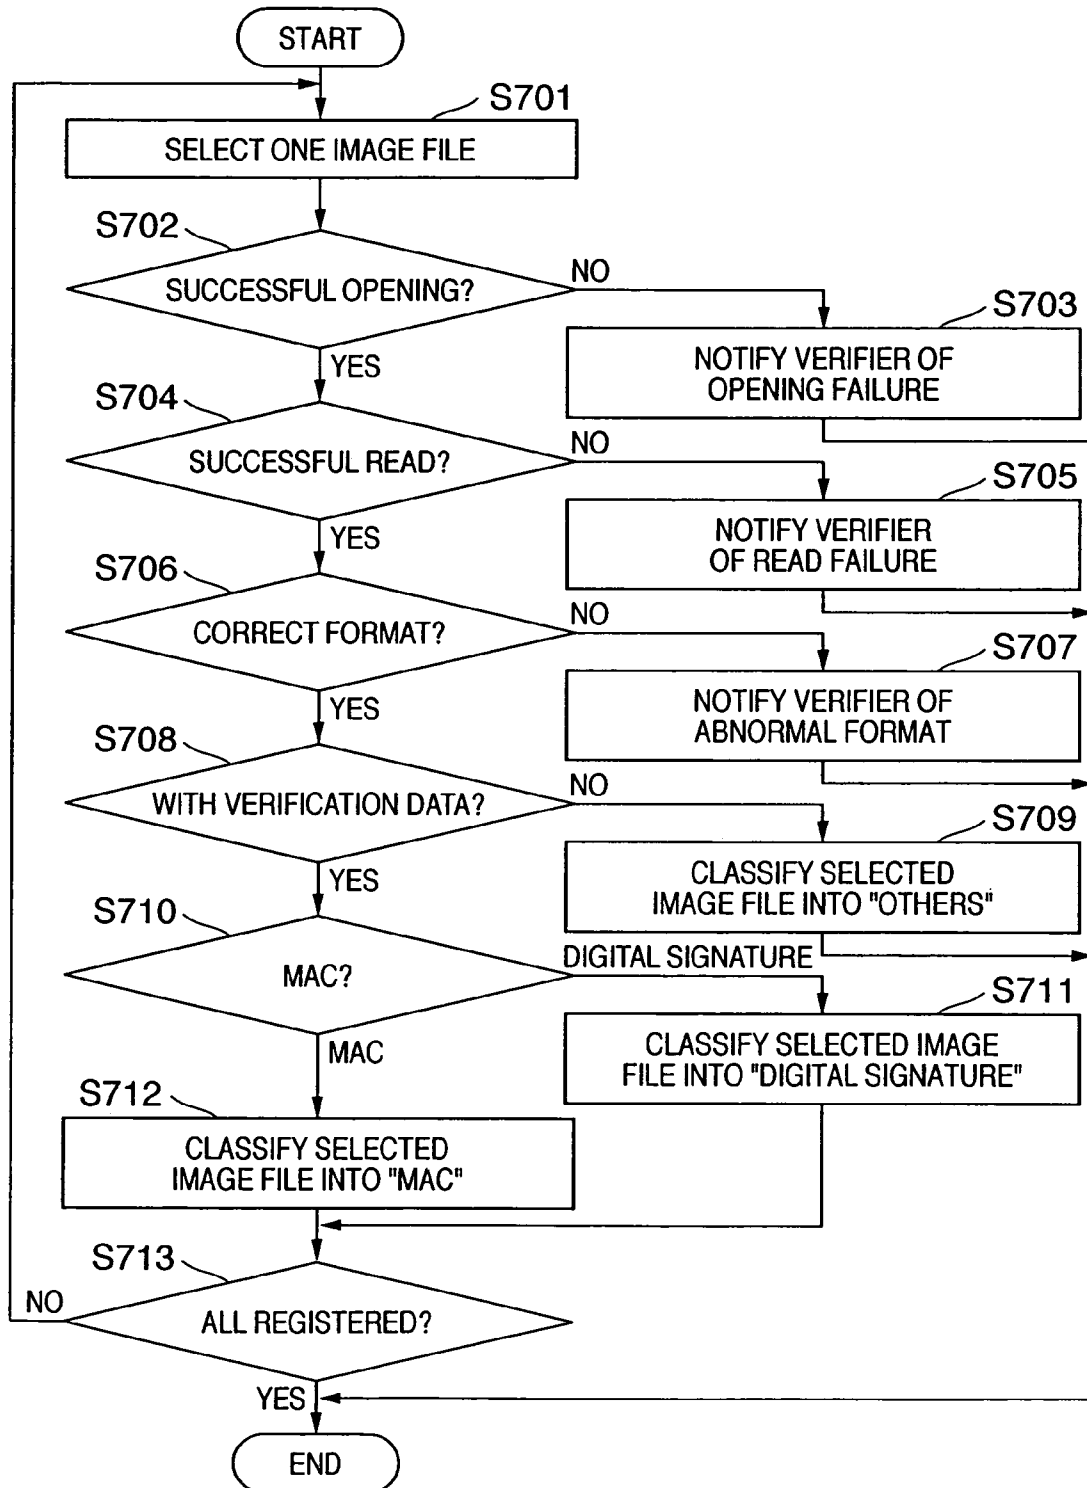 START
S701
SELECT ONE IMAGE FILE
S702
SUCCESSFUL OPENING?
NO
S703
NOTIFY VERIFIER OF
OPENING FAILURE
YES
S704
SUCCESSFUL READ?
NO
S705
NOTIFY VERIFIER
OF READ FAILURE
YES
S706
CORRECT FORMAT?
NO
S707
NOTIFY VERIFIER OF
ABNORMAL FORMAT
YES
S708
WITH VERIFICATION DATA?
NO
S709
CLASSIFY SELECTED
IMAGE FILE INTO "OTHERS"
YES
S710
MAC?
DIGITAL SIGNATURE
S711
CLASSIFY SELECTED IMAGE
FILE INTO "DIGITAL SIGNATURE"
MAC
S712
CLASSIFY SELECTED
IMAGE FILE INTO "MAC"
S713
ALL REGISTERED?
NO
YES
END